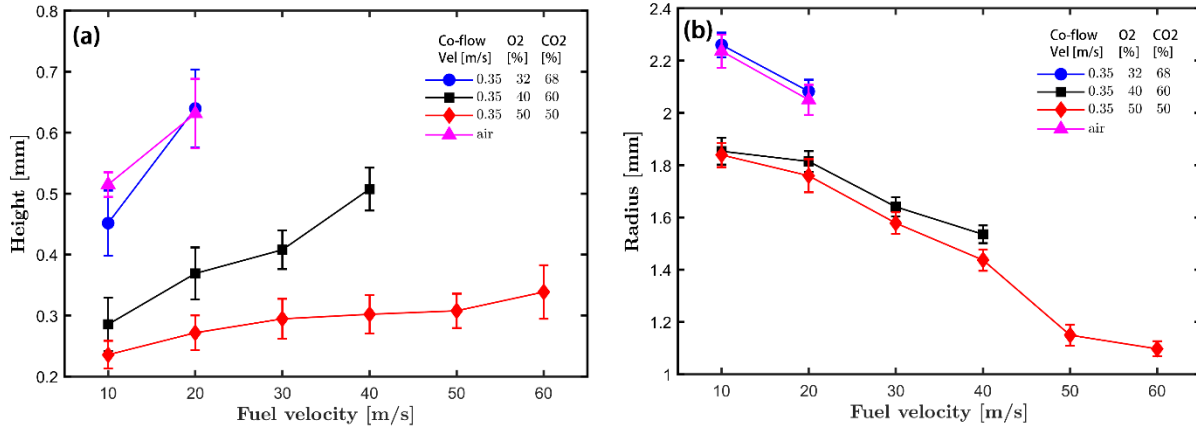 (a)
Co-flow O2 CO2
Vel [m/s] [%] [%]
0.35 32 68
0.35 40 60
0.35 50 50
air
0.8
0.7
0.6
0.5
0.4
0.3
0.2
Height [mm]
10 20 30 40 50 60
Fuel velocity [m/s]
(b)
Co-flow O2 CO2
Vel [m/s] [%] [%]
0.35 32 68
0.35 40 60
0.35 50 50
air
2.4
2.2
2
1.8
1.6
1.4
1.2
1
Radius [mm]
10 20 30 40 50 60
Fuel velocity [m/s]